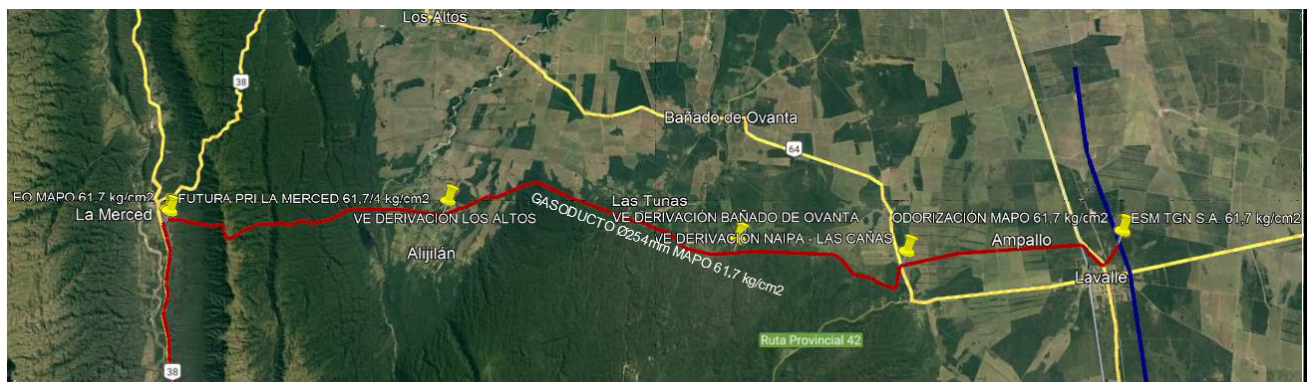 Los Altos
38
Bañado de Ovanta
64
EO MAPO 61,7 kg/cm2
FUTURA PRI LA MERCED 61,7/4 kg/cm2
La Merced
VE DERIVACIÓN LOS ALTOS
Las Tunas
VE DERIVACIÓN BAÑADO DE OVANTA
ODORIZACIÓN MAPO 61,7 kg/cm2
ESM TGN S.A. 61,7 kg/cm2
GASODUCTO Ø254mm MAPO 61,7 kg/cm2
VE DERIVACIÓN NAIPA - LAS CAÑAS
Ampallo
Alijilán
Lavalle
Ruta Provincial 42
38